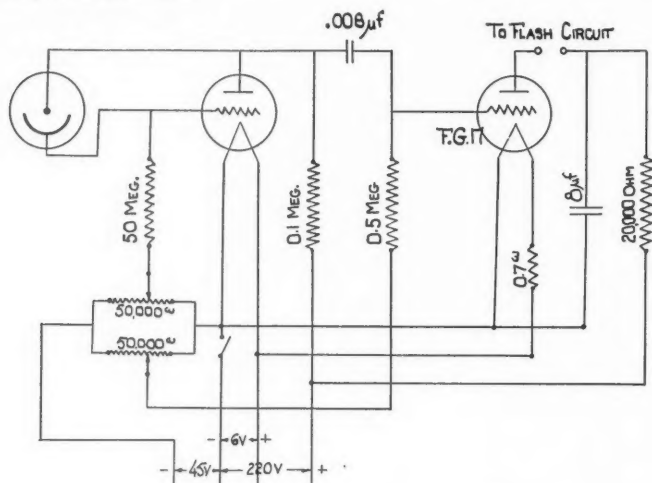 .008μf
To Flash Circuit
F.G.17
50 Meg.
0.1 Meg.
0.5 Meg.
8μf
20,000 Ohm
0.7ω
50,000ω
50,000ω
- 6V +
- 45V 220V +